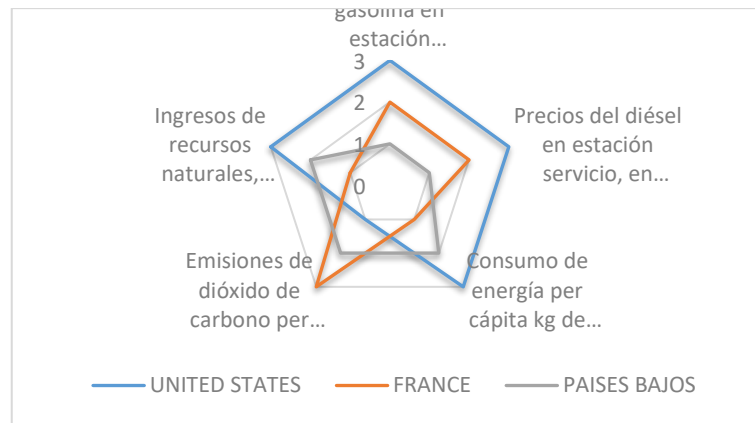 gasolina en
estación...
3
2
1
0
Precios del diésel
en estación
servicio, en...
Consumo de
energía per
cápita kg de...
Emisiones de
dióxido de
carbono per...
Ingresos de
recursos
naturales,...
UNITED STATES
FRANCE
PAISES BAJOS